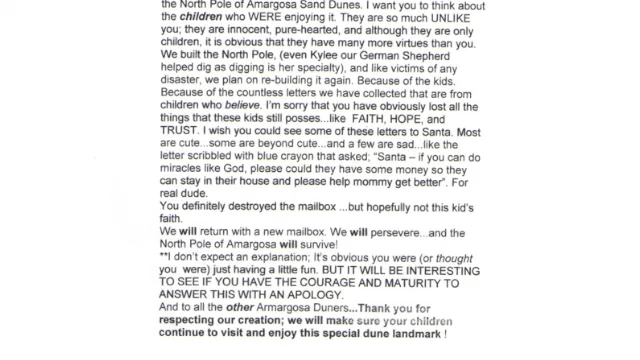 the North Pole of Amargosa Sand Dunes. I want you to think about
the children who WERE enjoying it. They are so much UNLIKE
you; they are innocent, pure-hearted, and although they are only
children, it is obvious that they have many more virtues than you.
We built the North Pole, (even Kylee our German Shepherd
helped dig as digging is her specialty), and like victims of any
disaster, we plan on re-building it again. Because of the kids.
Because of the countless letters we have collected that are from
children who believe. I'm sorry that you have obviously lost all the
things that these kids still posses...like FAITH, HOPE, and
TRUST. I wish you could see some of these letters to Santa. Most
are cute...some are beyond cute...and a few are sad...like the
letter scribbled with blue crayon that asked; "Santa – if you can do
miracles like God, please could they have some money so they
can stay in their house and please help mommy get better". For
real dude.
You definitely destroyed the mailbox ...but hopefully not this kid's
faith.
We will return with a new mailbox. We will persevere...and the
North Pole of Amargosa will survive!
**I don't expect an explanation; It's obvious you were (or thought
you were) just having a little fun. BUT IT WILL BE INTERESTING
TO SEE IF YOU HAVE THE COURAGE AND MATURITY TO
ANSWER THIS WITH AN APOLOGY.
And to all the other Armargosa Duners...Thank you for
respecting our creation; we will make sure your children
continue to visit and enjoy this special dune landmark !